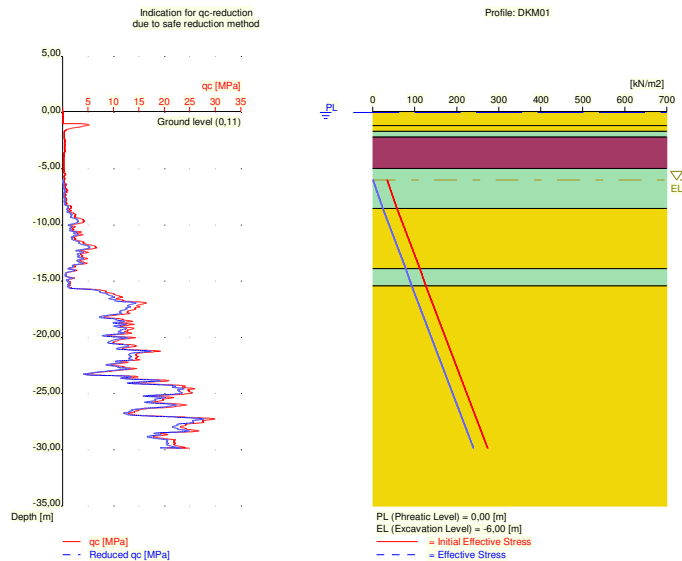 Indication for qc-reduction
due to safe reduction method
5,00
qc [MPa]
0,00
5 10 15 20 25 30 35
Ground level (0,11)
-5,00
-10,00
-15,00
-20,00
-25,00
-30,00
-35,00
Depth [m]
qc [MPa]
Reduced qc [MPa]
Profile: DKM01
[kN/m2]
PL
0 100 200 300 400 500 600 700
EL
PL (Phreatic Level) = 0,00 [m]
EL (Excavation Level) = -6,00 [m]
= Initial Effective Stress
= Effective Stress